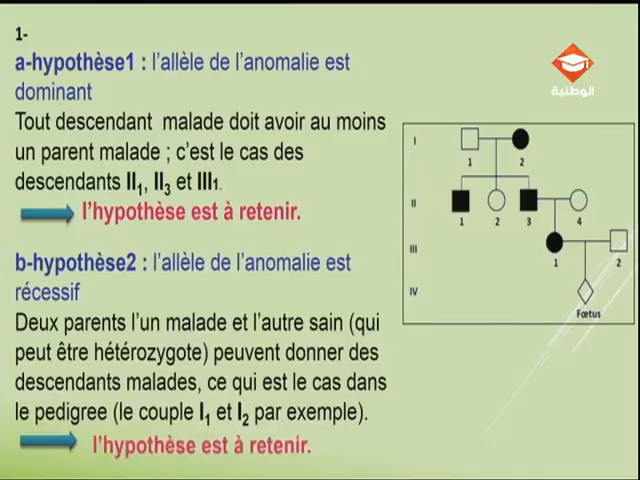 1-
a-hypothèse1 : l'allèle de l'anomalie est
dominant
Tout descendant malade doit avoir au moins
un parent malade ; c'est le cas des
descendants II1, II3 et III1.
l'hypothèse est à retenir.
b-hypothèse2 : l'allèle de l'anomalie est
récessif
Deux parents l'un malade et l'autre sain (qui
peut être hétérozygote) peuvent donner des
descendants malades, ce qui est le cas dans
le pedigree (le couple I1 et I2 par exemple).
l'hypothèse est à retenir.
الوطنية
I
1 2
II
1 2 3 4
III
1 2
IV
Fœtus